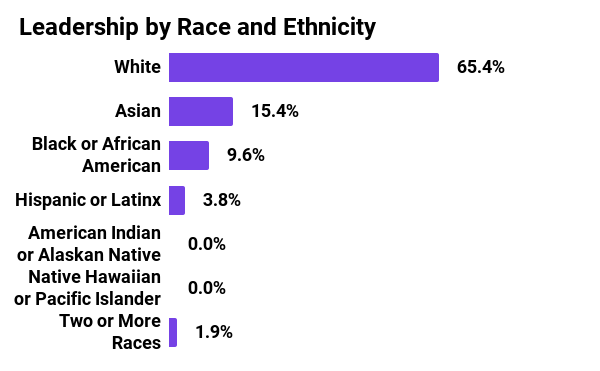 Leadership by Race and Ethnicity
White 65.4%
Asian 15.4%
Black or African
American 9.6%
Hispanic or Latinx 3.8%
American Indian
or Alaskan Native 0.0%
Native Hawaiian
or Pacific Islander 0.0%
Two or More
Races 1.9%